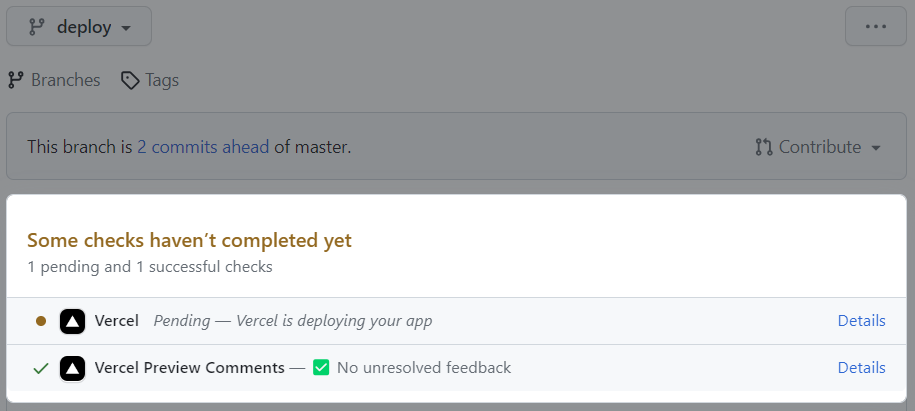 deploy
Branches Tags
This branch is 2 commits ahead of master. Contribute
Some checks haven’t completed yet
1 pending and 1 successful checks
Vercel Pending — Vercel is deploying your app Details
Vercel Preview Comments — ✅ No unresolved feedback Details